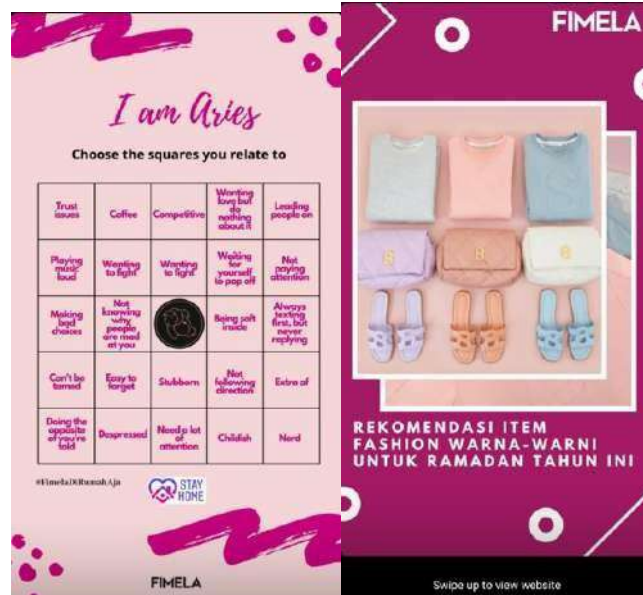 I am Aries
Choose the squares you relate to
Trust
issues
Coffee
Competitive
Wanting
love but
do
nothing
about it
Leading
people on
Playing
music
loud
Wanting
to fight
Wanting
to fight
Waiting
for
yourself
to pop off
Not
paying
attention
Making
bad
choices
Not
knowing
why
people
are mad
at you
Being soft
inside
Always
texting
first, but
never
replying
Can't be
tamed
Easy to
forget
Stubborn
Not
following
direction
Extra af
Doing the
opposite
of you're
told
Despressed
Need a lot
of
attention
Childish
Nerd
#FimelaDiRumahAja
STAY
HOME
FIMELA
FIMELA
REKOMENDASI ITEM
FASHION WARNA-WARNI
UNTUK RAMADAN TAHUN INI
Swipe up to view website